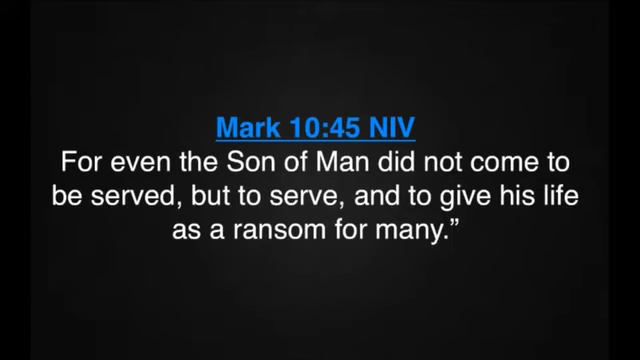 Mark 10:45 NIV
For even the Son of Man did not come to
be served, but to serve, and to give his life
as a ransom for many.”